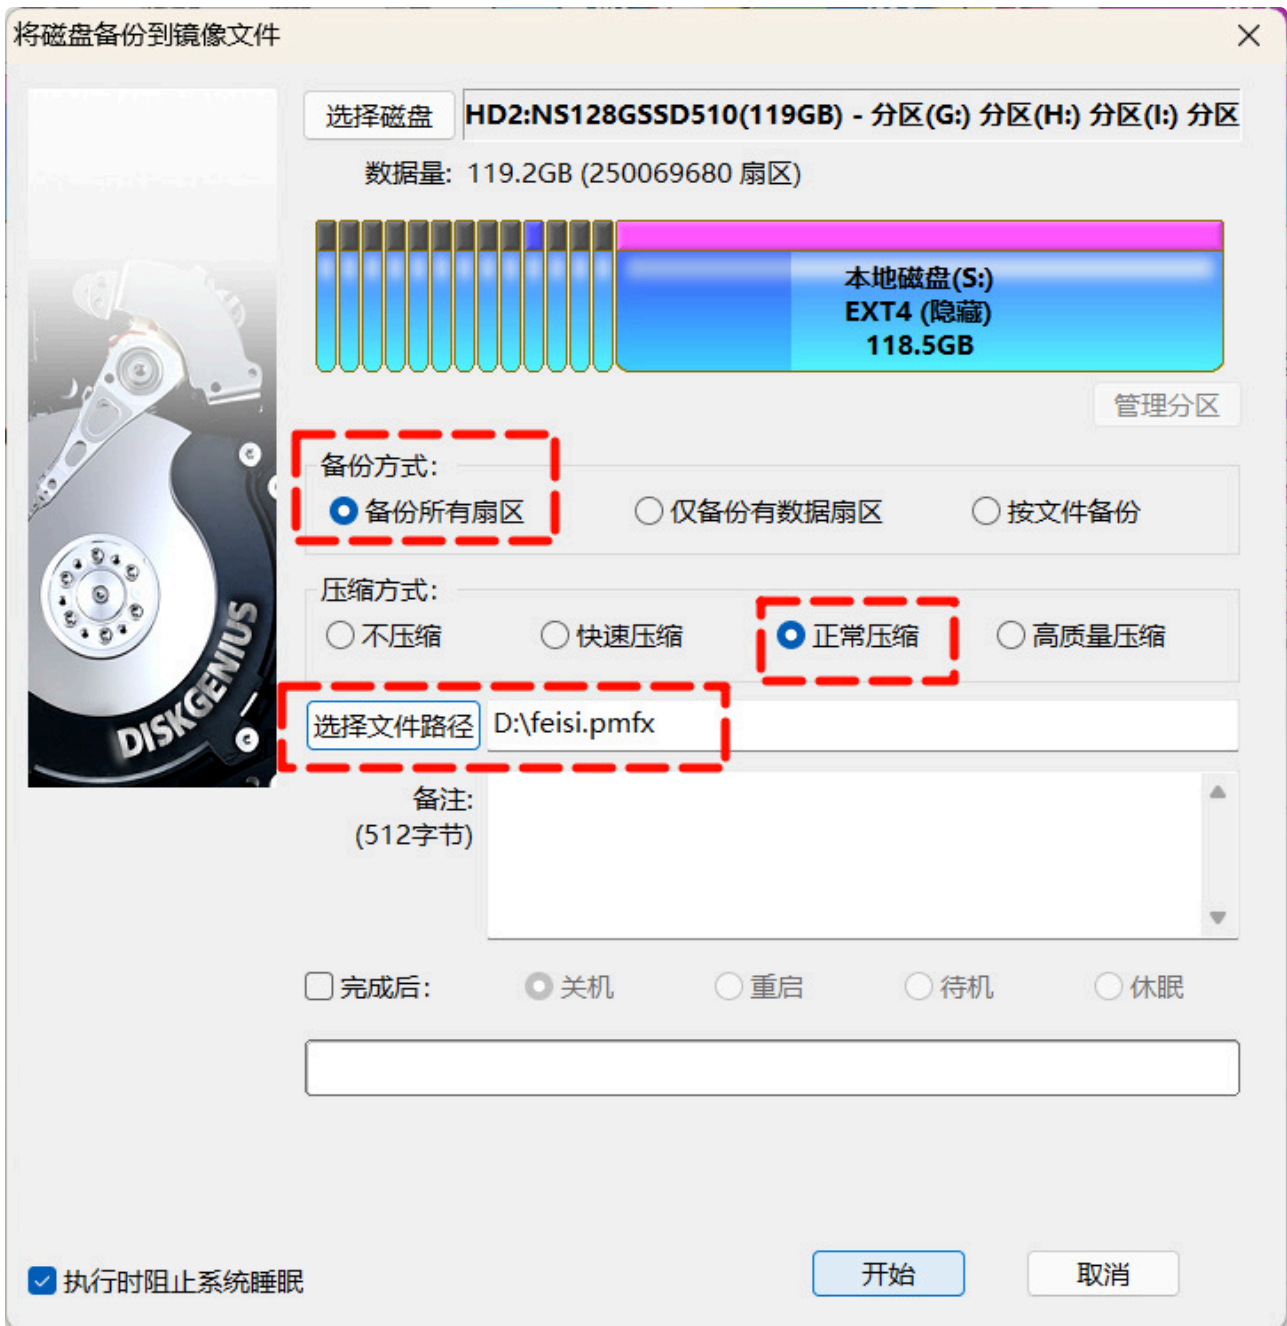 将磁盘备份到镜像文件
选择磁盘 HD2:NS128GSSD510(119GB) - 分区(G:) 分区(H:) 分区(I:) 分区
数据量: 119.2GB (250069680 扇区)
本地磁盘(S:)
EXT4 (隐藏)
118.5GB
管理分区
备份方式:
备份所有扇区 仅备份有数据扇区 按文件备份
压缩方式:
不压缩 快速压缩 正常压缩 高质量压缩
选择文件路径 D:\feisi.pmfx
备注:
(512字节)
完成后: 关机 重启 待机 休眠
DISKGENIUS
执行时阻止系统睡眠 开始 取消